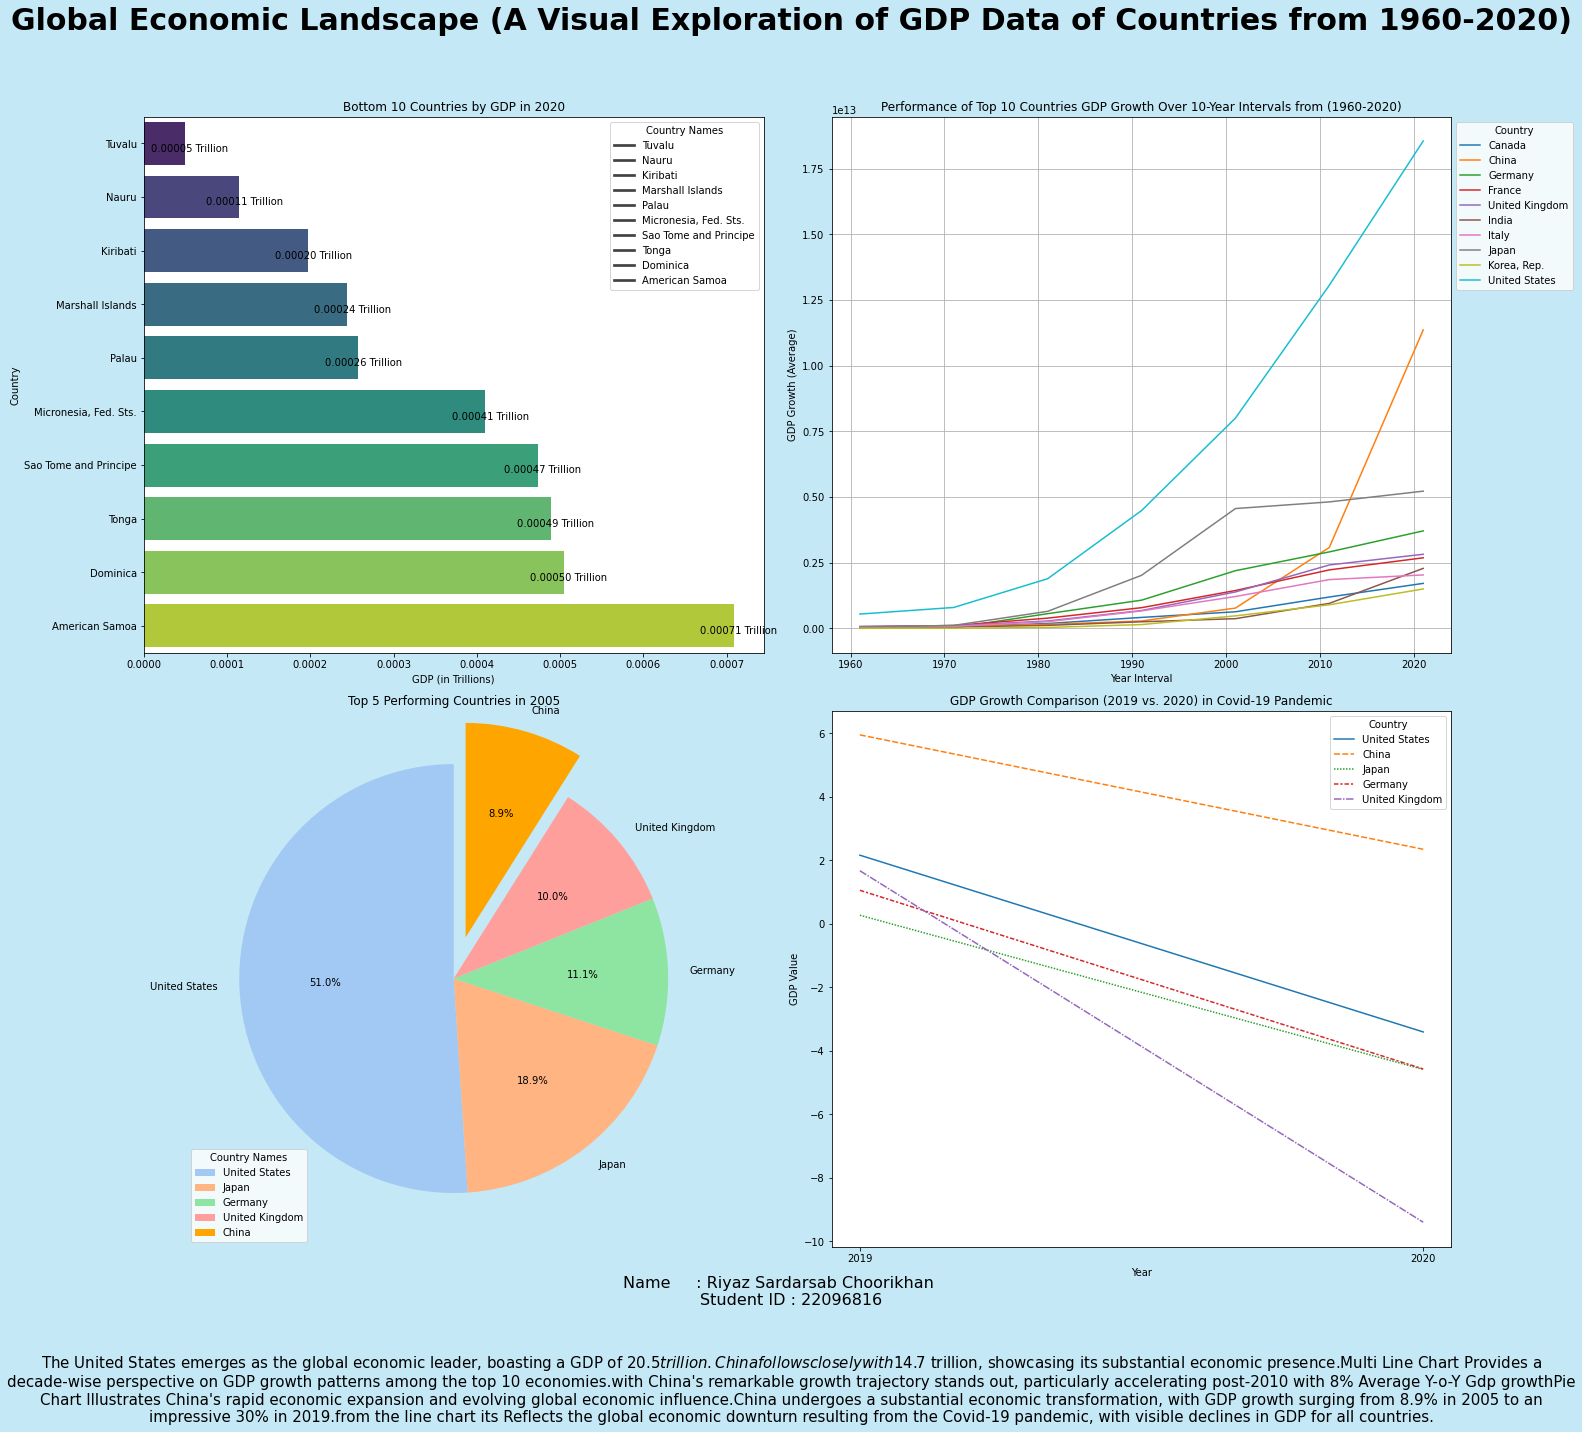 Global Economic Landscape (A Visual Exploration of GDP Data of Countries from 1960-2020)
Bottom 10 Countries by GDP in 2020
Country
Tuvalu
Nauru
Kiribati
Marshall Islands
Palau
Micronesia, Fed. Sts.
Sao Tome and Principe
Tonga
Dominica
American Samoa
0.00005 Trillion
0.00011 Trillion
0.00020 Trillion
0.00024 Trillion
0.00026 Trillion
0.00041 Trillion
0.00047 Trillion
0.00049 Trillion
0.00050 Trillion
0.00071 Trillion
Country Names
Tuvalu
Nauru
Kiribati
Marshall Islands
Palau
Micronesia, Fed. Sts.
Sao Tome and Principe
Tonga
Dominica
American Samoa
0.0000 0.0001 0.0002 0.0003 0.0004 0.0005 0.0006 0.0007
GDP (in Trillions)
Performance of Top 10 Countries GDP Growth Over 10-Year Intervals from (1960-2020)
1e13
GDP Growth (Average)
1.75
1.50
1.25
1.00
0.75
0.50
0.25
0.00
1960 1970 1980 1990 2000 2010 2020
Year Interval
Country
Canada
China
Germany
France
United Kingdom
India
Italy
Japan
Korea, Rep.
United States
Top 5 Performing Countries in 2005
China
8.9%
United Kingdom
10.0%
Germany
11.1%
United States
51.0%
18.9%
Japan
Country Names
United States
Japan
Germany
United Kingdom
China
GDP Growth Comparison (2019 vs. 2020) in Covid-19 Pandemic
GDP Value
6
4
2
0
−2
−4
−6
−8
−10
2019 2020
Year
Country
United States
China
Japan
Germany
United Kingdom
Name : Riyaz Sardarsab Choorikhan
Student ID : 22096816
The United States emerges as the global economic leader, boasting a GDP of 20.5trillion.Chinafollowscloselywith14.7 trillion, showcasing its substantial economic presence.Multi Line Chart Provides a
decade-wise perspective on GDP growth patterns among the top 10 economies.with China's remarkable growth trajectory stands out, particularly accelerating post-2010 with 8% Average Y-o-Y Gdp growthPie
Chart Illustrates China's rapid economic expansion and evolving global economic influence.China undergoes a substantial economic transformation, with GDP growth surging from 8.9% in 2005 to an
impressive 30% in 2019.from the line chart its Reflects the global economic downturn resulting from the Covid-19 pandemic, with visible declines in GDP for all countries.